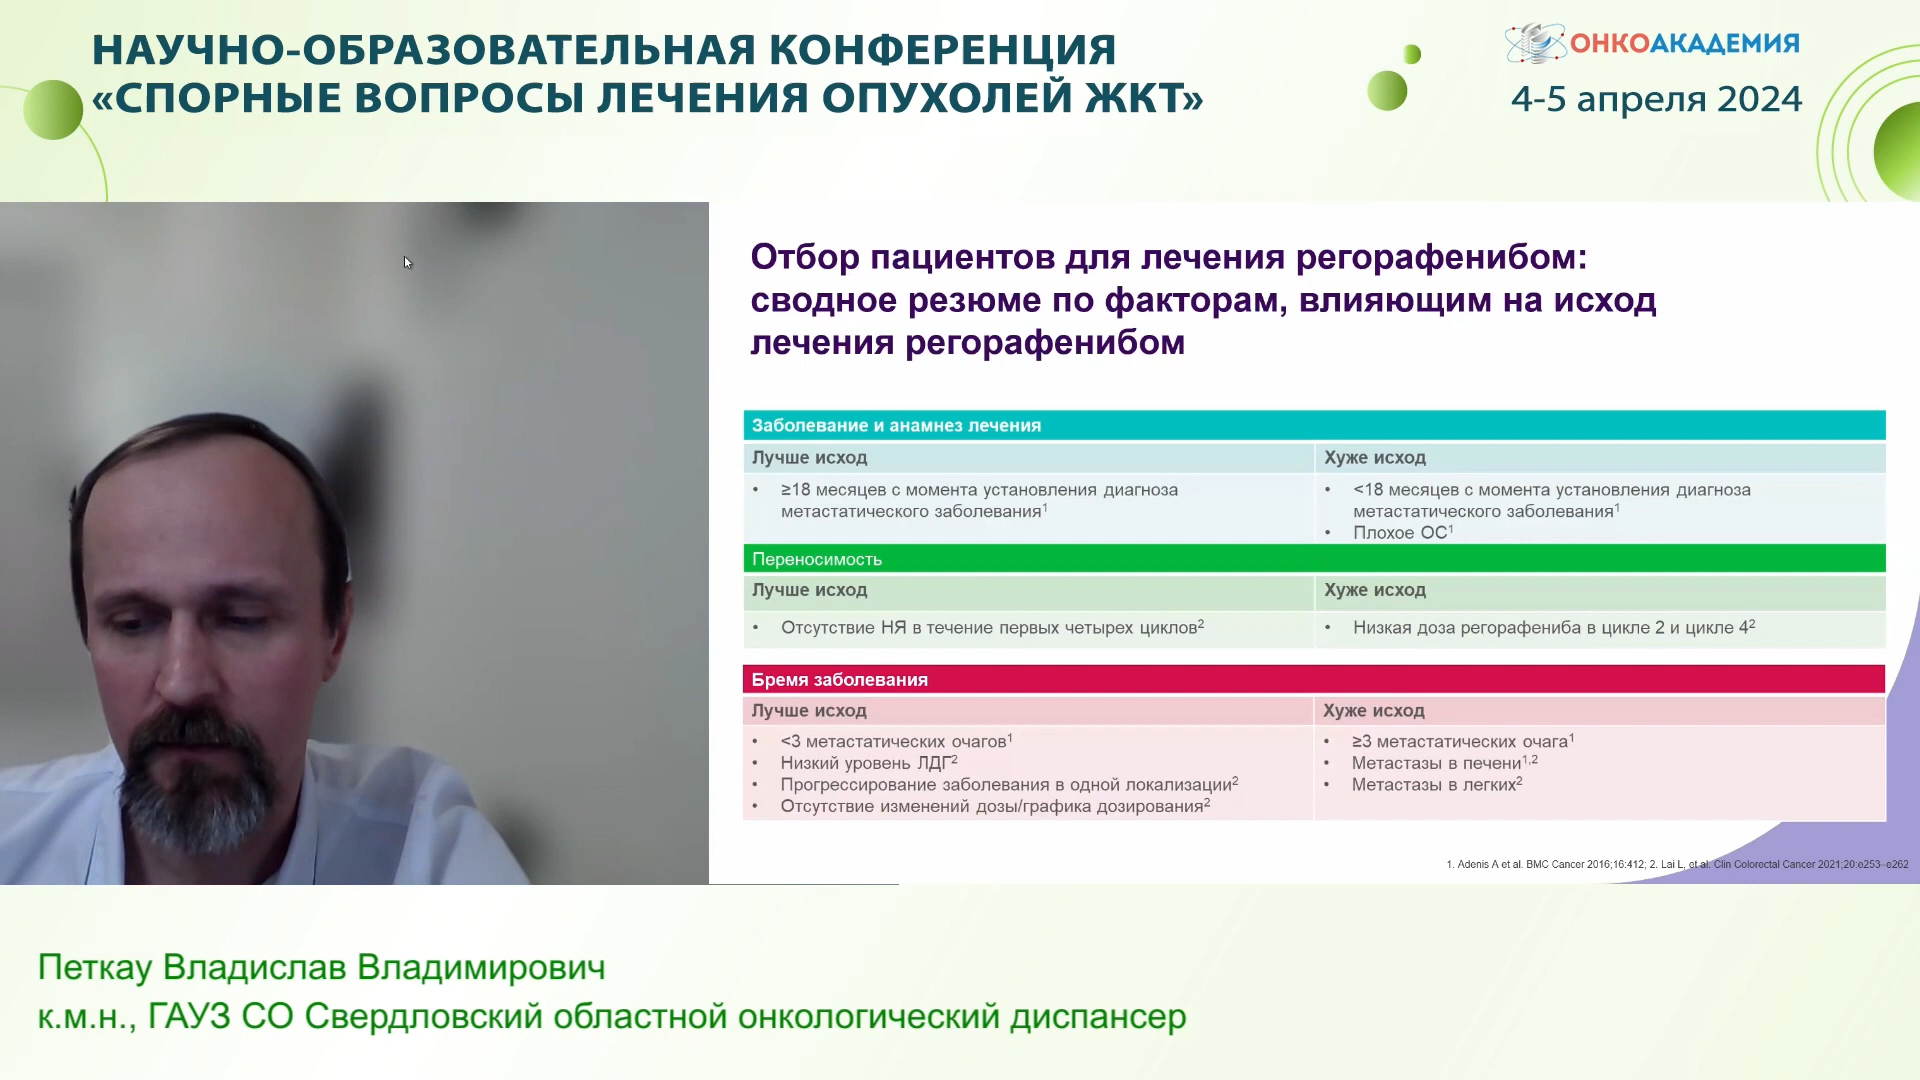 НАУЧНО-ОБРАЗОВАТЕЛЬНАЯ КОНФЕРЕНЦИЯ
«СПОРНЫЕ ВОПРОСЫ ЛЕЧЕНИЯ ОПУХОЛЕЙ ЖКТ»
ОНКОАКАДЕМИЯ
4-5 апреля 2024
Отбор пациентов для лечения регорафенибом:
сводное резюме по факторам, влияющим на исход
лечения регорафенибом
Заболевание и анамнез лечения
Лучше исход
Хуже исход
• ≥18 месяцев с момента установления диагноза
метастатического заболевания¹
• <18 месяцев с момента установления диагноза
метастатического заболевания¹
• Плохое ОС¹
Переносимость
Лучше исход
Хуже исход
• Отсутствие НЯ в течение первых четырех циклов²
• Низкая доза регорафениба в цикле 2 и цикле 4²
Бремя заболевания
Лучше исход
Хуже исход
• <3 метастатических очагов¹
• Низкий уровень ЛДГ²
• Прогрессирование заболевания в одной локализации²
• Отсутствие изменений дозы/графика дозирования²
• ≥3 метастатических очага¹
• Метастазы в печени¹,²
• Метастазы в легких²
1. Adenis A et al. BMC Cancer 2016;16:412; 2. Lai L, et al. Clin Colorectal Cancer 2021;20:e253–e262
Петкау Владислав Владимирович
к.м.н., ГАУЗ СО Свердловский областной онкологический диспансер